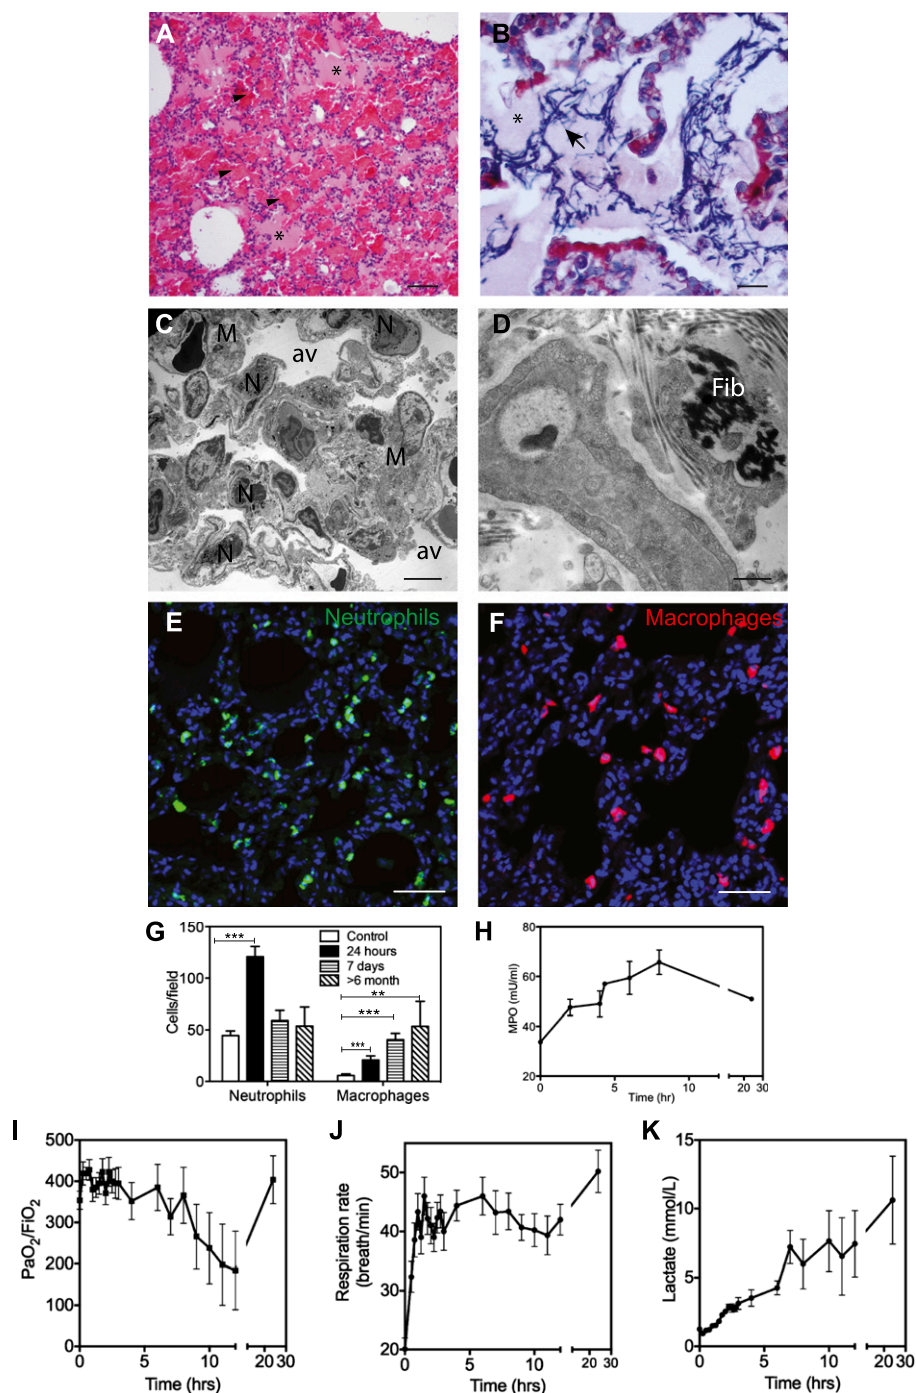 A
*
*
B
*
C
M
N
av
N
M
N
N
av
D
Fib
E
Neutrophils
F
Macrophages
G
150
100
50
0
Cells/field
***
Control
24 hours
7 days
>6 month
**
***
***
Neutrophils
Macrophages
H
80
60
40
20
MPO (mU/ml)
0 5 10 20 30
Time (hr)
I
500
400
300
200
100
0
PaO2/FiO2
0 5 10 20 30
Time (hrs)
J
50
40
30
20
Respiration rate
(breath/min)
0 5 10 20 30
Time (hrs)
K
15
10
5
0
Lactate (mmol/L)
0 5 10 20 30
Time (hrs)